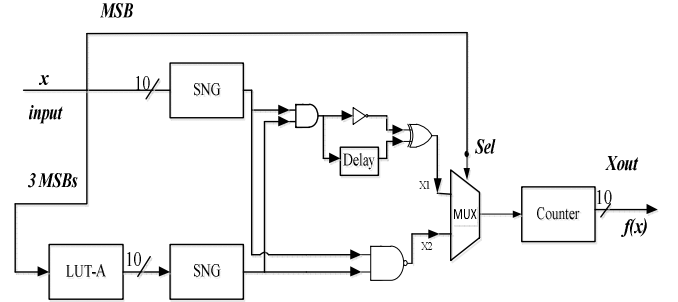 MSB
x
10
SNG
input
Delay
Sel
3 MSBs
X1
MUX
X2
Xout
Counter
10
f(x)
LUT-A
10
SNG